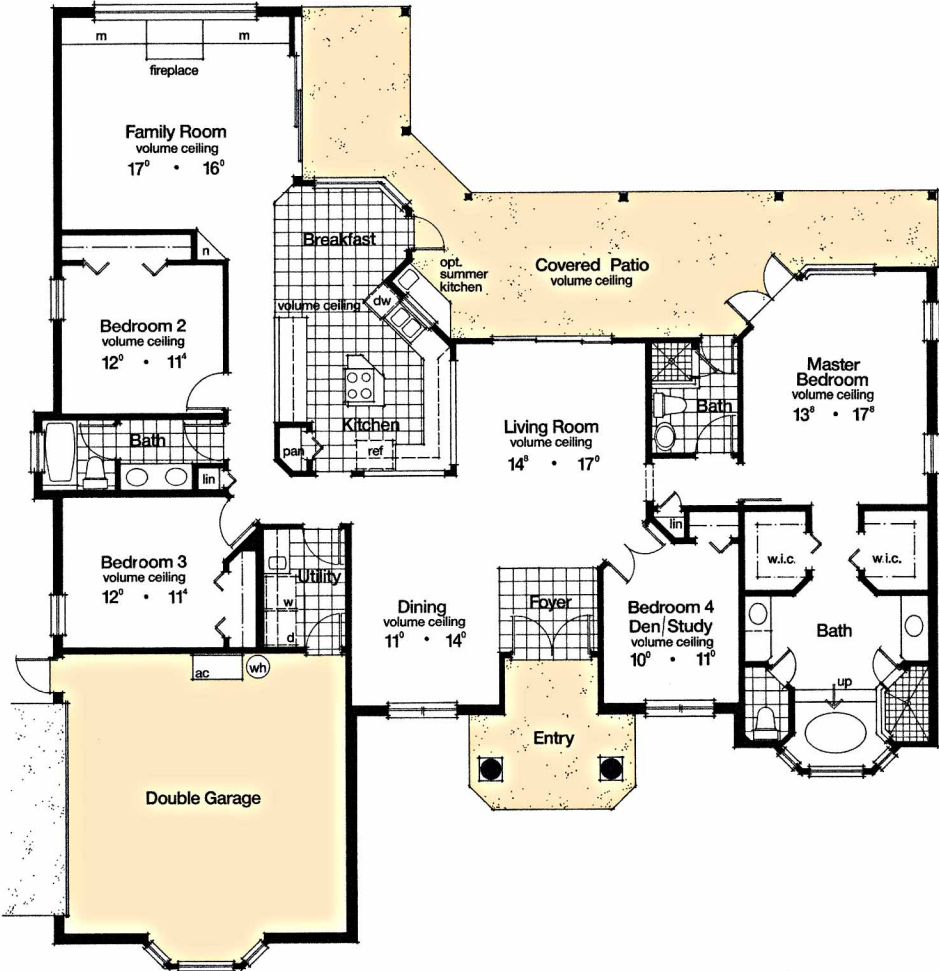 m
m
fireplace
Family Room
volume ceiling
17⁰ • 16⁰
n
Breakfast
volume ceiling
opt.
summer
kitchen
dw
Covered Patio
volume ceiling
Bedroom 2
volume ceiling
12⁰ • 11⁴
Master
Bedroom
volume ceiling
13⁸ • 17⁸
Bath
Bath
Kitchen
pan
ref
Living Room
volume ceiling
14⁸ • 17⁰
lin
lin
w.i.c.
w.i.c.
Bedroom 3
volume ceiling
12⁰ • 11⁴
Utility
w
d
Dining
volume ceiling
11⁰ • 14⁰
Foyer
Bedroom 4
Den/Study
volume ceiling
10⁰ • 11⁰
Bath
up
ac
wh
Entry
Double Garage